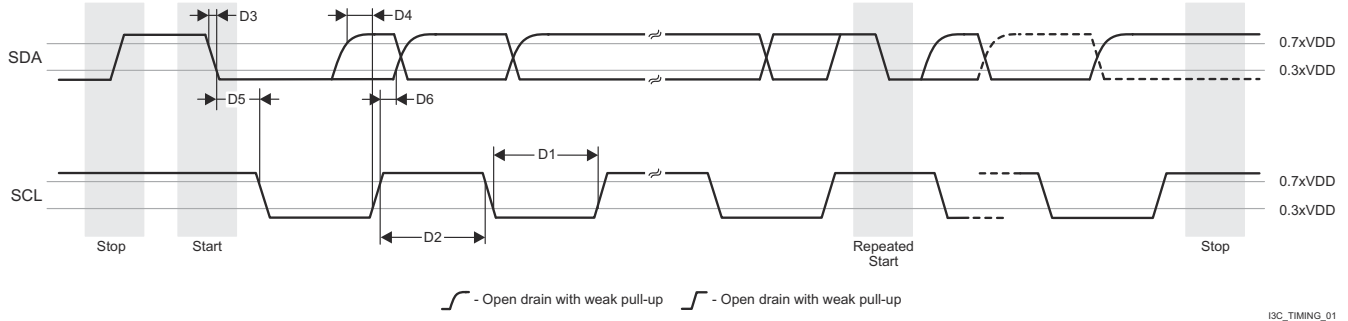 D3
D4
SDA
0.7xVDD
0.3xVDD
D5
D6
D1
SCL
0.7xVDD
0.3xVDD
D2
Stop
Start
Repeated
Start
Stop
- Open drain with weak pull-up
- Open drain with weak pull-up
I3C_TIMING_01